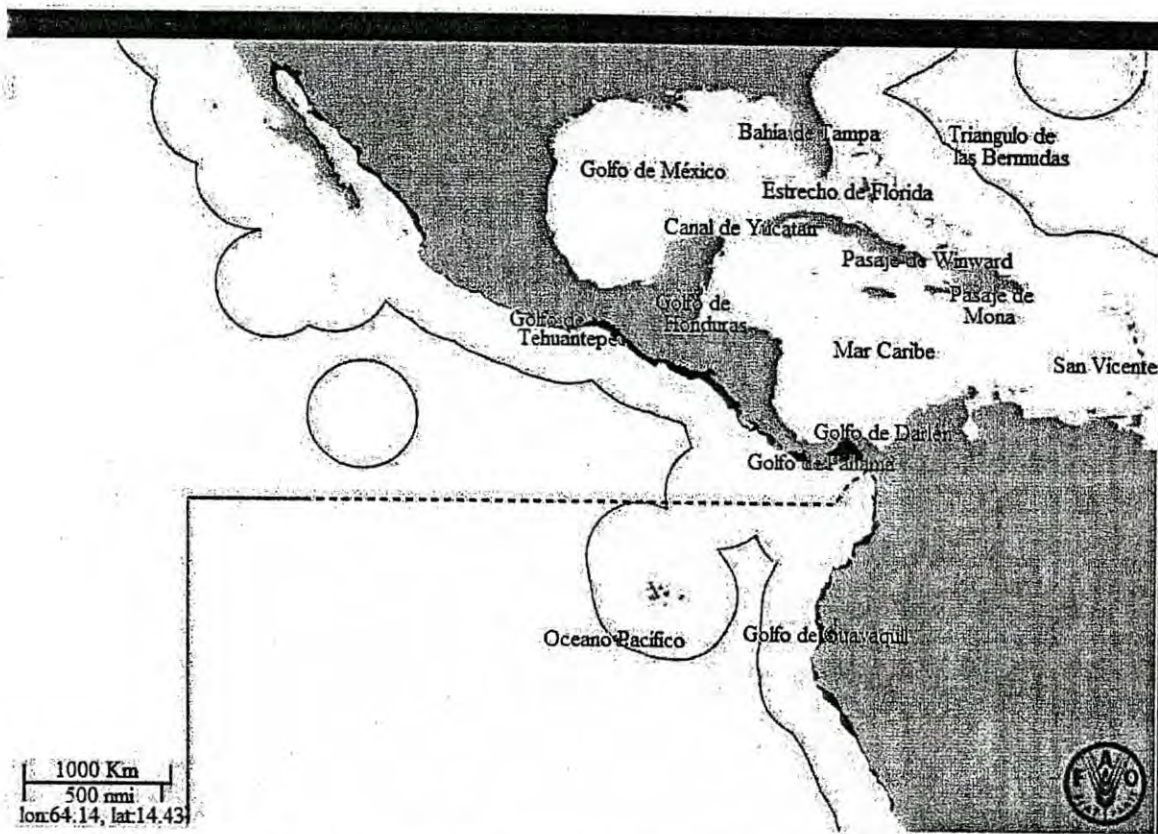 Bahía de Tampa
Triangulo de
las Bermudas
Golfo de México
Estrecho de Florida
Canal de Yucatán
Pasaje de Winward
Golfo de
Honduras
Pasaje de
Mona
Golfo de
Tehuantepec
Mar Caribe
San Vicente
Golfo de Darién
Golfo de Panamá
Oceano Pacífico
Golfo de Guayaquil
1000 Km
500 nmi
lon:64.14, lat:14.43
F A O